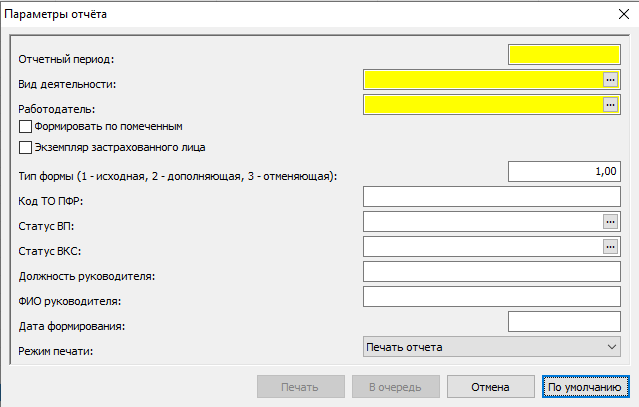 Параметры отчёта
Отчетный период:
Вид деятельности:
...
Работодатель:
...
Формировать по помеченным
Экземпляр застрахованного лица
Тип формы (1 - исходная, 2 - дополняющая, 3 - отменяющая):
1,00
Код ТО ПФР:
Статус ВП:
...
Статус ВКС:
...
Должность руководителя:
ФИО руководителя:
Дата формирования:
Режим печати:
Печать отчета
Печать
В очередь
Отмена
По умолчанию